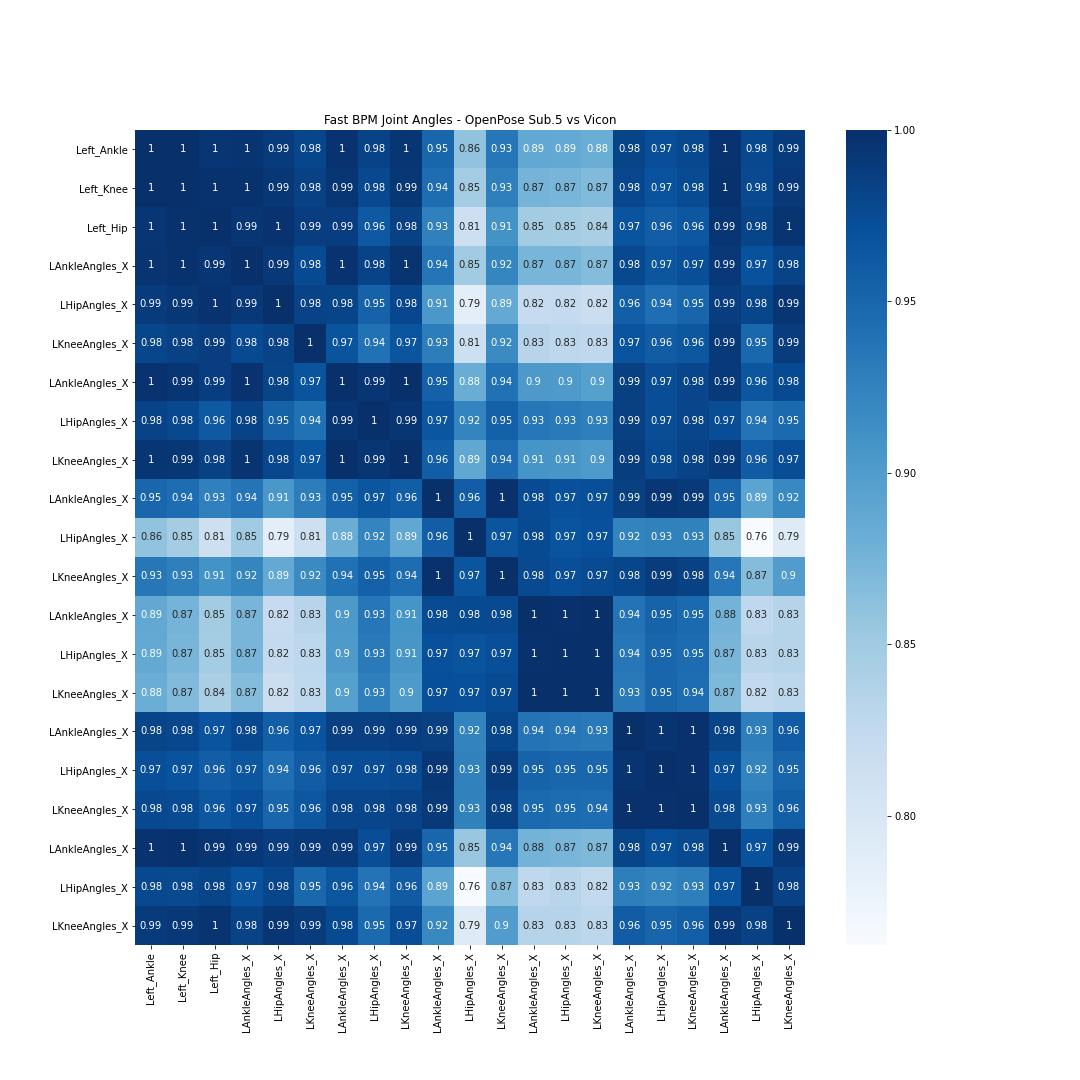 Fast BPM Joint Angles - OpenPose Sub.5 vs Vicon
Left_Ankle 1 1 1 1 0.99 0.98 1 0.98 1 0.95 0.86 0.93 0.89 0.89 0.88 0.98 0.97 0.98 1 0.98 0.99
Left_Knee 1 1 1 1 0.99 0.98 0.99 0.98 0.99 0.94 0.85 0.93 0.87 0.87 0.87 0.98 0.97 0.98 1 0.98 0.99
Left_Hip 1 1 1 0.99 1 0.99 0.99 0.96 0.98 0.93 0.81 0.91 0.85 0.85 0.84 0.97 0.96 0.96 0.99 0.98 1
LAnkleAngles_X 1 1 0.99 1 0.99 0.98 1 0.98 1 0.94 0.85 0.92 0.87 0.87 0.87 0.98 0.97 0.97 0.99 0.97 0.98
LHipAngles_X 0.99 0.99 1 0.99 1 0.98 0.98 0.95 0.98 0.91 0.79 0.89 0.82 0.82 0.82 0.96 0.94 0.95 0.99 0.98 0.99
LKneeAngles_X 0.98 0.98 0.99 0.98 0.98 1 0.97 0.94 0.97 0.93 0.81 0.92 0.83 0.83 0.83 0.97 0.96 0.96 0.99 0.95 0.99
LAnkleAngles_X 1 0.99 0.99 1 0.98 0.97 1 0.99 1 0.95 0.88 0.94 0.9 0.9 0.9 0.99 0.97 0.98 0.99 0.96 0.98
LHipAngles_X 0.98 0.98 0.96 0.98 0.95 0.94 0.99 1 0.99 0.97 0.92 0.95 0.93 0.93 0.93 0.99 0.97 0.98 0.97 0.94 0.95
LKneeAngles_X 1 0.99 0.98 1 0.98 0.97 1 0.99 1 0.96 0.89 0.94 0.91 0.91 0.9 0.99 0.98 0.98 0.99 0.96 0.97
LAnkleAngles_X 0.95 0.94 0.93 0.94 0.91 0.93 0.95 0.97 0.96 1 0.96 1 0.98 0.97 0.97 0.99 0.99 0.99 0.95 0.89 0.92
LHipAngles_X 0.86 0.85 0.81 0.85 0.79 0.81 0.88 0.92 0.89 0.96 1 0.97 0.98 0.97 0.97 0.92 0.93 0.93 0.85 0.76 0.79
LKneeAngles_X 0.93 0.93 0.91 0.92 0.89 0.92 0.94 0.95 0.94 1 0.97 1 0.98 0.97 0.97 0.98 0.99 0.98 0.94 0.87 0.9
LAnkleAngles_X 0.89 0.87 0.85 0.87 0.82 0.83 0.9 0.93 0.91 0.98 0.98 0.98 1 1 1 0.94 0.95 0.95 0.88 0.83 0.83
LHipAngles_X 0.89 0.87 0.85 0.87 0.82 0.83 0.9 0.93 0.91 0.97 0.97 0.97 1 1 1 0.94 0.95 0.95 0.87 0.83 0.83
LKneeAngles_X 0.88 0.87 0.84 0.87 0.82 0.83 0.9 0.93 0.9 0.97 0.97 0.97 1 1 1 0.93 0.95 0.94 0.87 0.82 0.83
LAnkleAngles_X 0.98 0.98 0.97 0.98 0.96 0.97 0.99 0.99 0.99 0.99 0.92 0.98 0.94 0.94 0.93 1 1 1 0.98 0.93 0.96
LHipAngles_X 0.97 0.97 0.96 0.97 0.94 0.96 0.97 0.97 0.98 0.99 0.93 0.99 0.95 0.95 0.95 1 1 1 0.97 0.92 0.95
LKneeAngles_X 0.98 0.98 0.96 0.97 0.95 0.96 0.98 0.98 0.98 0.99 0.93 0.98 0.95 0.95 0.94 1 1 1 0.98 0.93 0.96
LAnkleAngles_X 1 1 0.99 0.99 0.99 0.99 0.99 0.97 0.99 0.95 0.85 0.94 0.88 0.87 0.87 0.98 0.97 0.98 1 0.97 0.99
LHipAngles_X 0.98 0.98 0.98 0.97 0.98 0.95 0.96 0.94 0.96 0.89 0.76 0.87 0.83 0.83 0.82 0.93 0.92 0.93 0.97 1 0.98
LKneeAngles_X 0.99 0.99 1 0.98 0.99 0.99 0.98 0.95 0.97 0.92 0.79 0.9 0.83 0.83 0.83 0.96 0.95 0.96 0.99 0.98 1
Left_Ankle
Left_Knee
Left_Hip
LAnkleAngles_X
LHipAngles_X
LKneeAngles_X
LAnkleAngles_X
LHipAngles_X
LKneeAngles_X
LAnkleAngles_X
LHipAngles_X
LKneeAngles_X
LAnkleAngles_X
LHipAngles_X
LKneeAngles_X
LAnkleAngles_X
LHipAngles_X
LKneeAngles_X
LAnkleAngles_X
LHipAngles_X
LKneeAngles_X
1.00
0.95
0.90
0.85
0.80